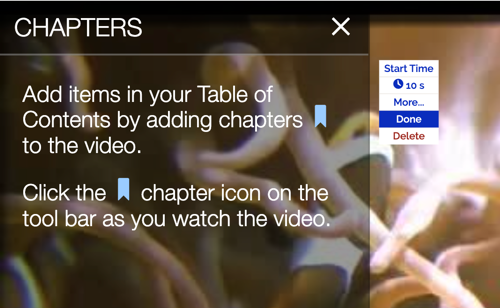 CHAPTERS
Add items in your Table of
Contents by adding chapters
to the video.
Click the chapter icon on the
tool bar as you watch the video.
Start Time
10 s
More...
Done
Delete